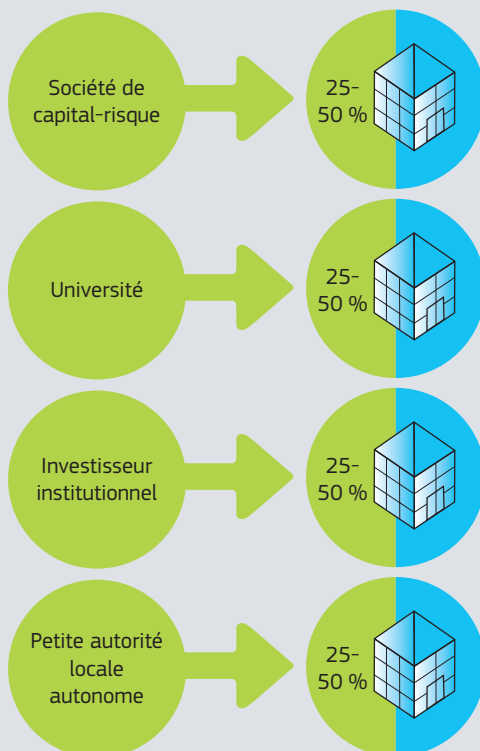 Société de
capital-risque
25-
50 %
Université
25-
50 %
Investisseur
institutionnel
25-
50 %
Petite autorité
locale
autonome
25-
50 %